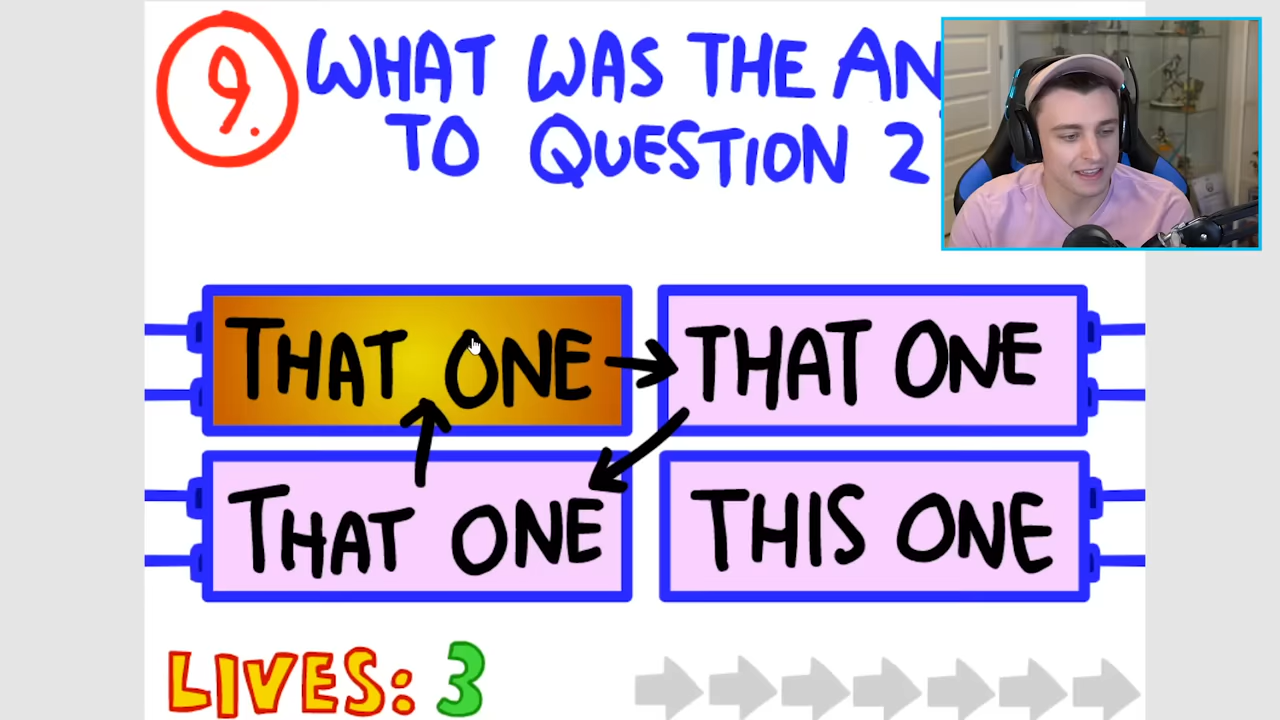 9. WHAT WAS THE AN
TO QUESTION 2
THAT ONE THAT ONE
THAT ONE THIS ONE
LIVES: 3